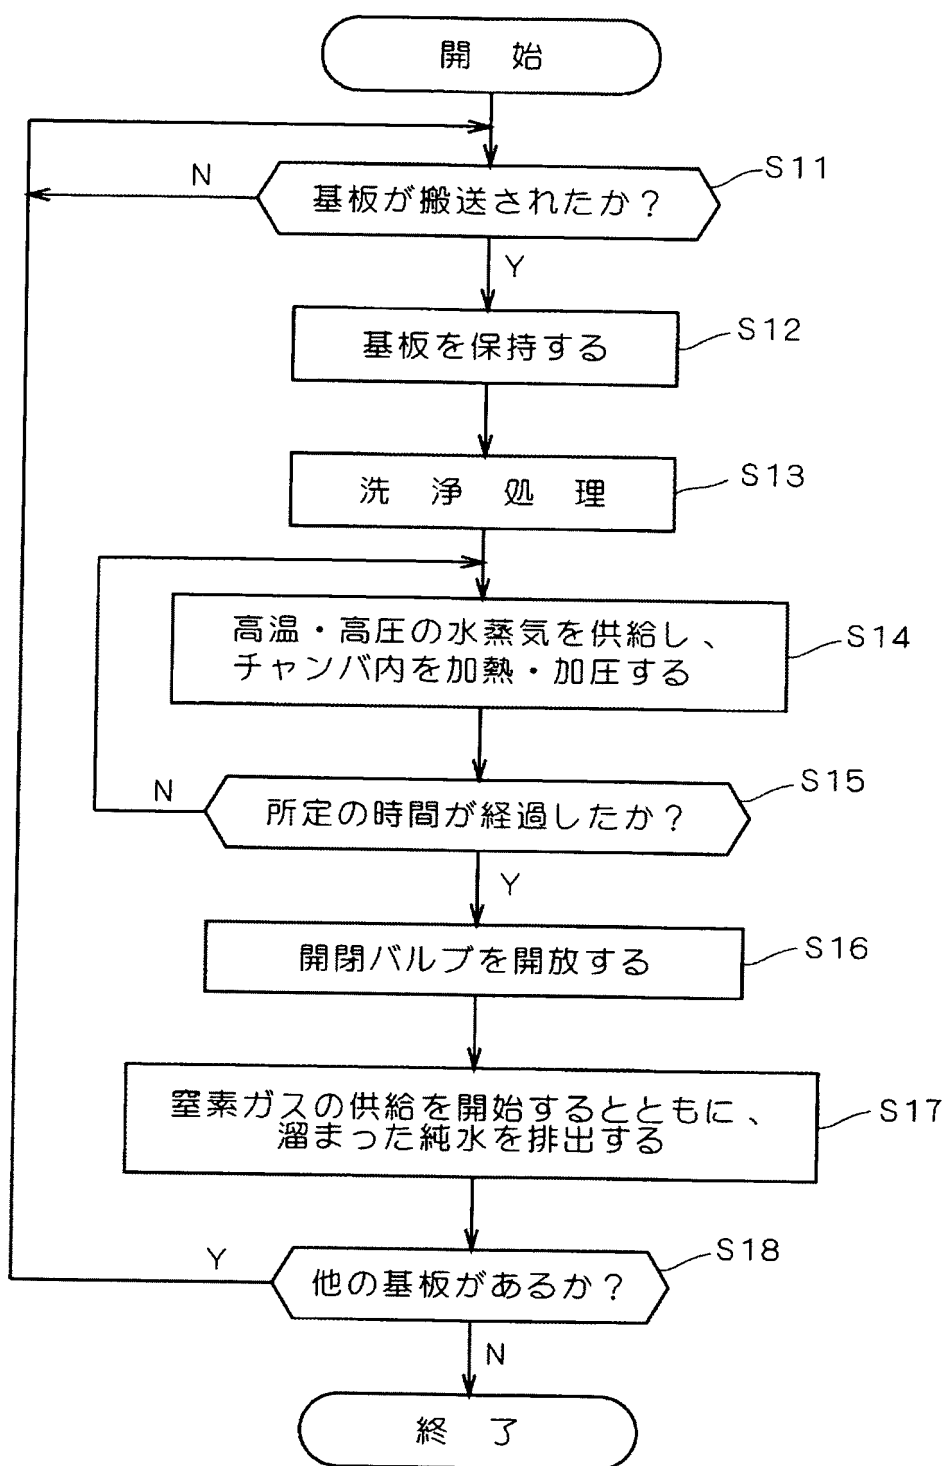 開 始
N
基板が搬送されたか？
S11
Y
基板を保持する
S12
洗 浄 処 理
S13
高温・高圧の水蒸気を供給し、
チャンバ内を加熱・加圧する
S14
N
所定の時間が経過したか？
S15
Y
開閉バルブを開放する
S16
窒素ガスの供給を開始するとともに、
溜まった純水を排出する
S17
Y
他の基板があるか？
S18
N
終 了